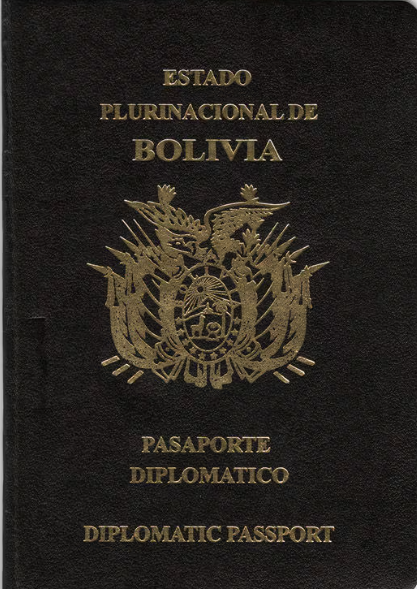 ESTADO
PLURINACIONAL DE
BOLIVIA
PASAPORTE
DIPLOMATICO
DIPLOMATIC PASSPORT